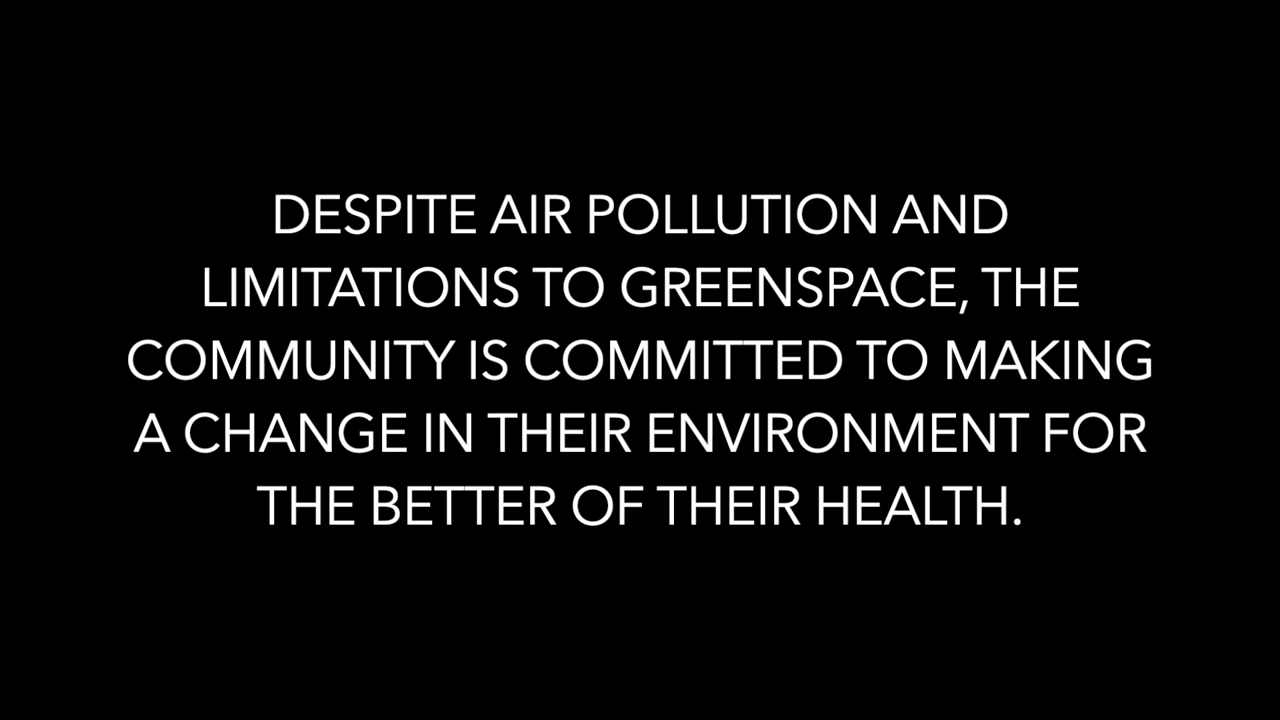 DESPITE AIR POLLUTION AND
LIMITATIONS TO GREENSPACE, THE
COMMUNITY IS COMMITTED TO MAKING
A CHANGE IN THEIR ENVIRONMENT FOR
THE BETTER OF THEIR HEALTH.